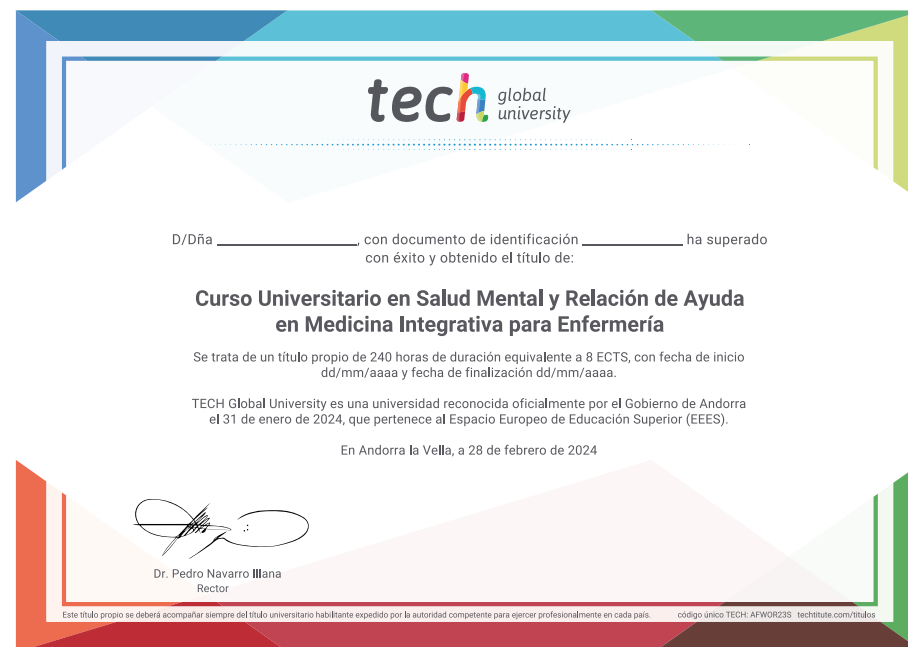 tech global university
D/Dña ________________, con documento de identificación ____________ ha superado
con éxito y obtenido el título de:
Curso Universitario en Salud Mental y Relación de Ayuda
en Medicina Integrativa para Enfermería
Se trata de un título propio de 240 horas de duración equivalente a 8 ECTS, con fecha de inicio
dd/mm/aaaa y fecha de finalización dd/mm/aaaa.
TECH Global University es una universidad reconocida oficialmente por el Gobierno de Andorra
el 31 de enero de 2024, que pertenece al Espacio Europeo de Educación Superior (EEES).
En Andorra la Vella, a 28 de febrero de 2024
Dr. Pedro Navarro Illana
Rector
Este título propio se deberá acompañar siempre del título universitario habilitante expedido por la autoridad competente para ejercer profesionalmente en cada país. código único TECH: AFWOR23S techtitute.com/títulos